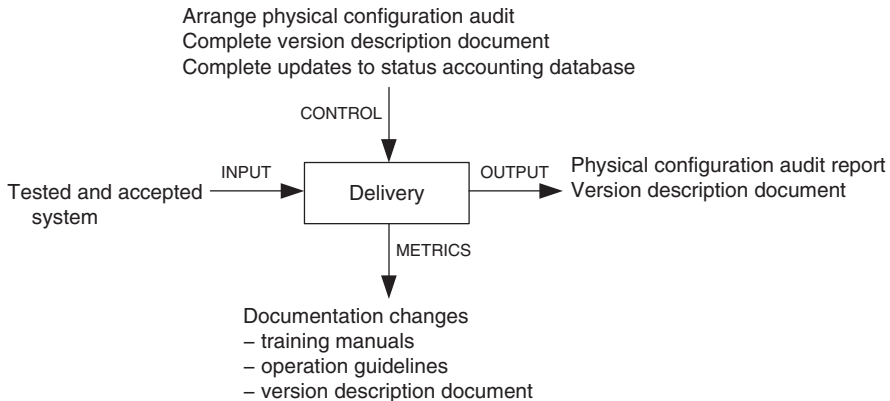 Arrange physical configuration audit
Complete version description document
Complete updates to status accounting database
CONTROL
INPUT
OUTPUT
Tested and accepted
system
Delivery
Physical configuration audit report
Version description document
METRICS
Documentation changes
– training manuals
– operation guidelines
– version description document